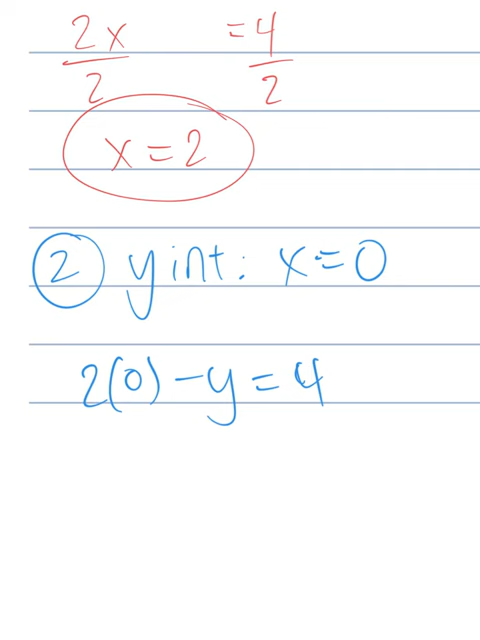 2x/2 = 4/2
x = 2
2 y int: x = 0
2(0) - y = 4